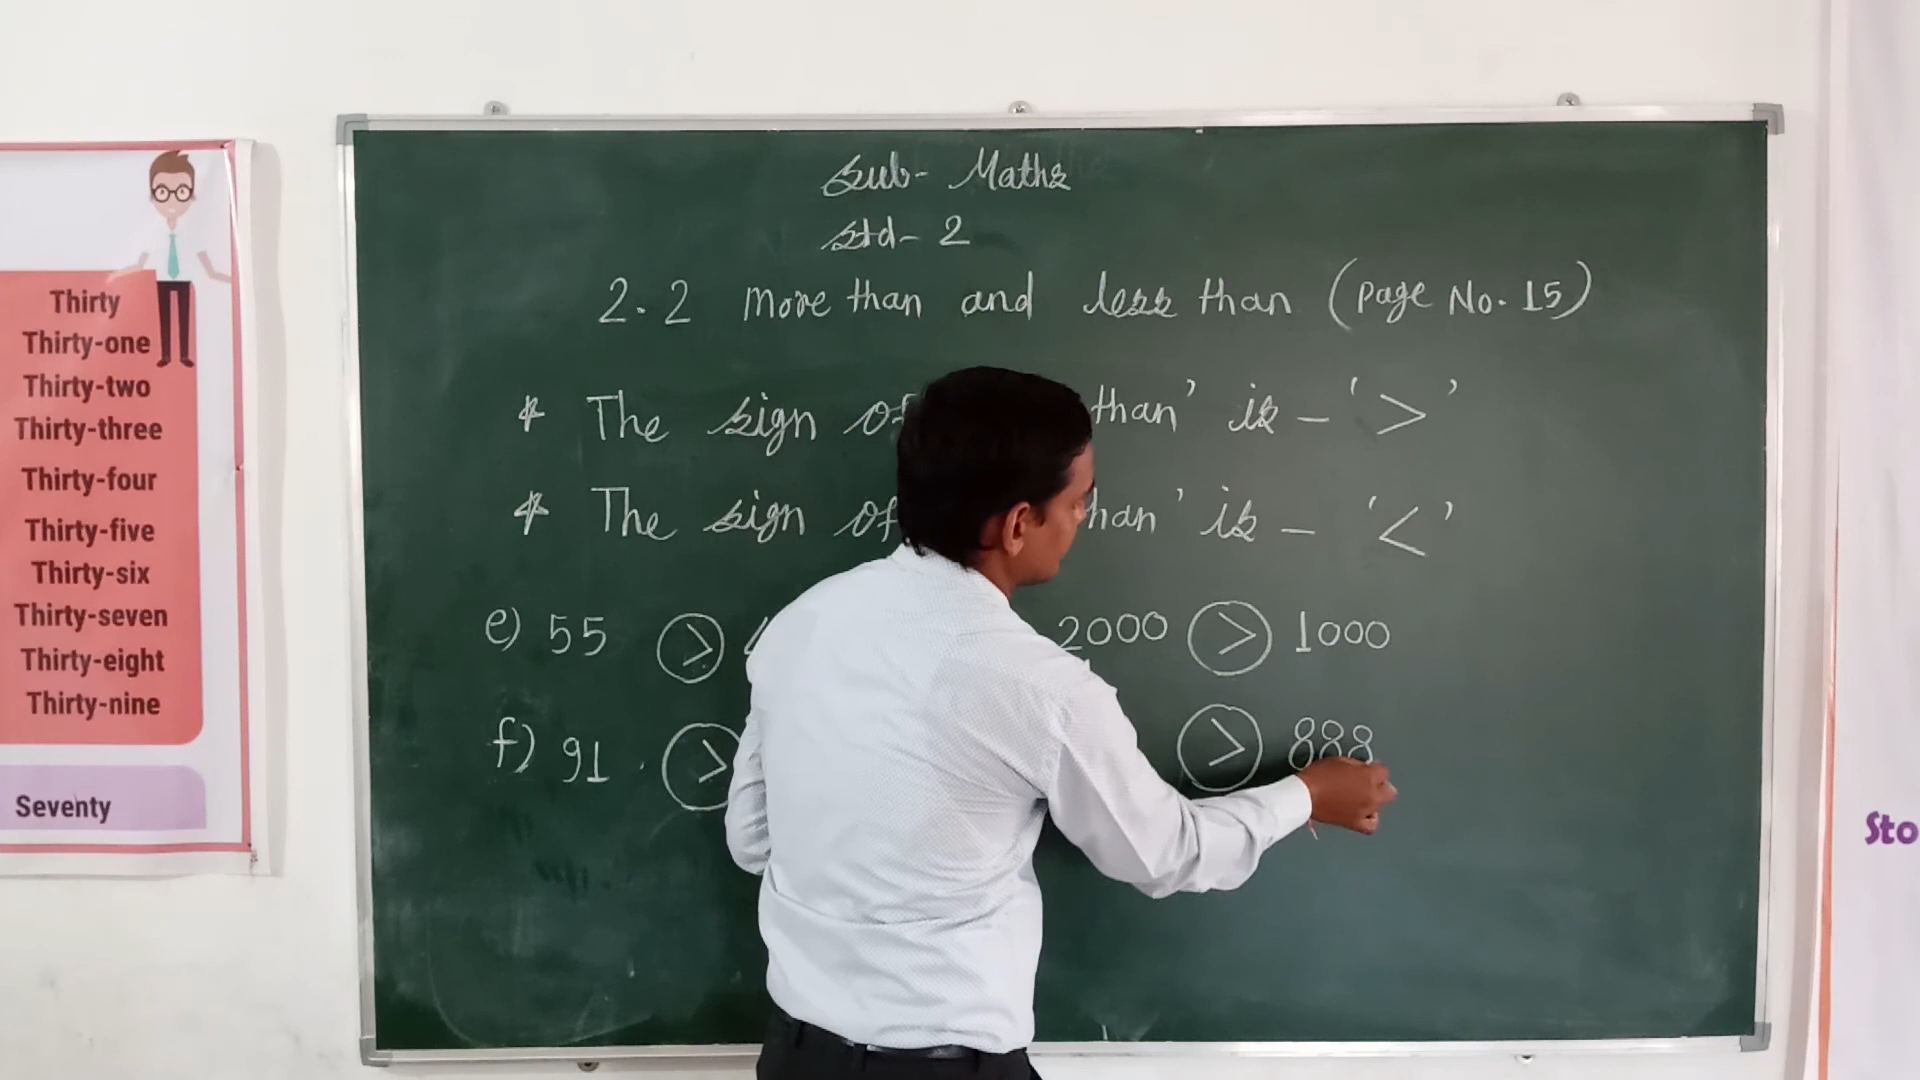 Thirty
Thirty-one
Thirty-two
Thirty-three
Thirty-four
Thirty-five
Thirty-six
Thirty-seven
Thirty-eight
Thirty-nine
Seventy
Sub- Maths
Std- 2
2.2 More than and less than (Page No. 15)
* The sign of than' is - '>'
* The sign of han' is - '<'
e) 55 > 2000 > 1000
f) 91 > > 888
Sto